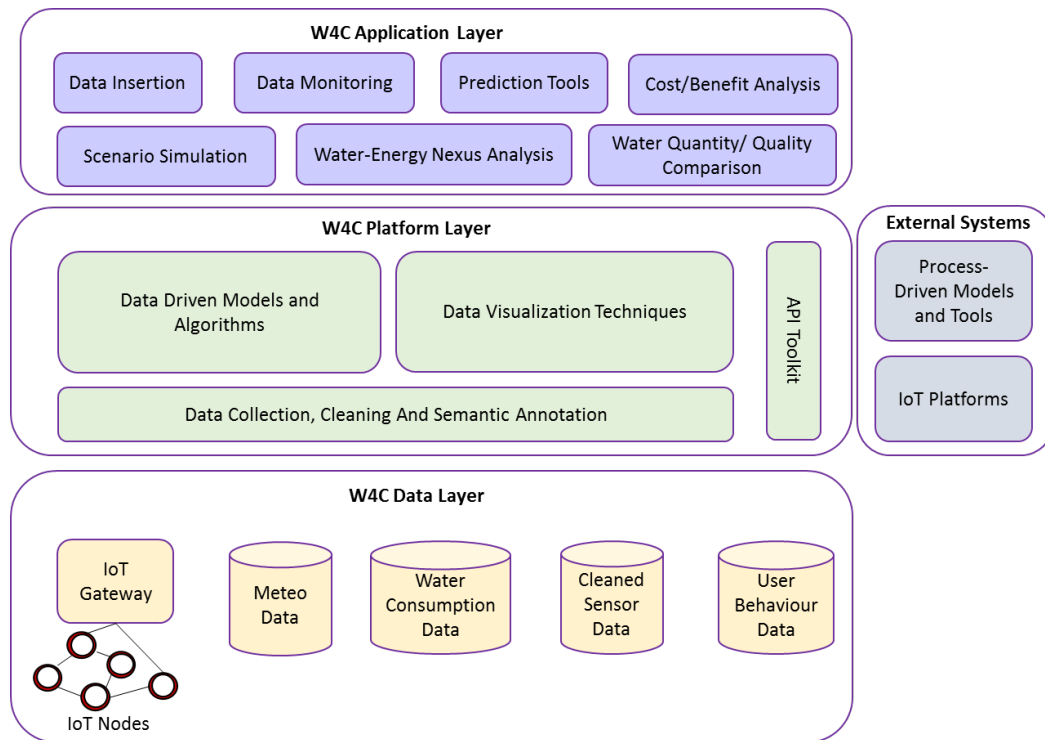 W4C Application Layer
Data Insertion
Data Monitoring
Prediction Tools
Cost/Benefit Analysis
Scenario Simulation
Water-Energy Nexus Analysis
Water Quantity/ Quality
Comparison
W4C Platform Layer
Data Driven Models and
Algorithms
Data Visualization Techniques
API Toolkit
Data Collection, Cleaning And Semantic Annotation
External Systems
Process-
Driven Models
and Tools
IoT Platforms
W4C Data Layer
IoT
Gateway
IoT Nodes
Meteo
Data
Water
Consumption
Data
Cleaned
Sensor
Data
User
Behaviour
Data